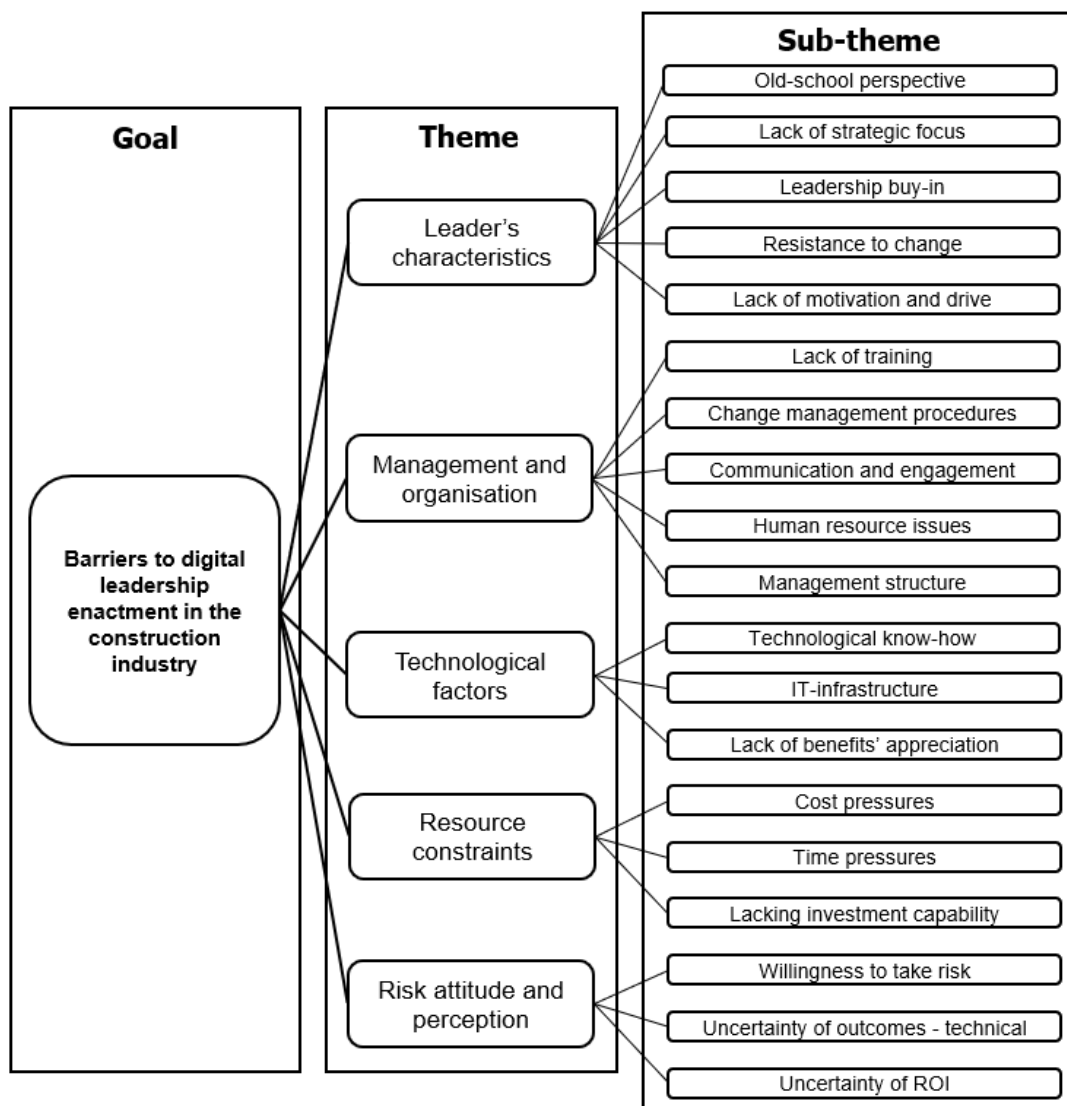 Goal
Barriers to digital
leadership
enactment in the
construction
industry
Theme
Leader’s
characteristics
Management and
organisation
Technological
factors
Resource
constraints
Risk attitude and
perception
Sub-theme
Old-school perspective
Lack of strategic focus
Leadership buy-in
Resistance to change
Lack of motivation and drive
Lack of training
Change management procedures
Communication and engagement
Human resource issues
Management structure
Technological know-how
IT-infrastructure
Lack of benefits’ appreciation
Cost pressures
Time pressures
Lacking investment capability
Willingness to take risk
Uncertainty of outcomes - technical
Uncertainty of ROI